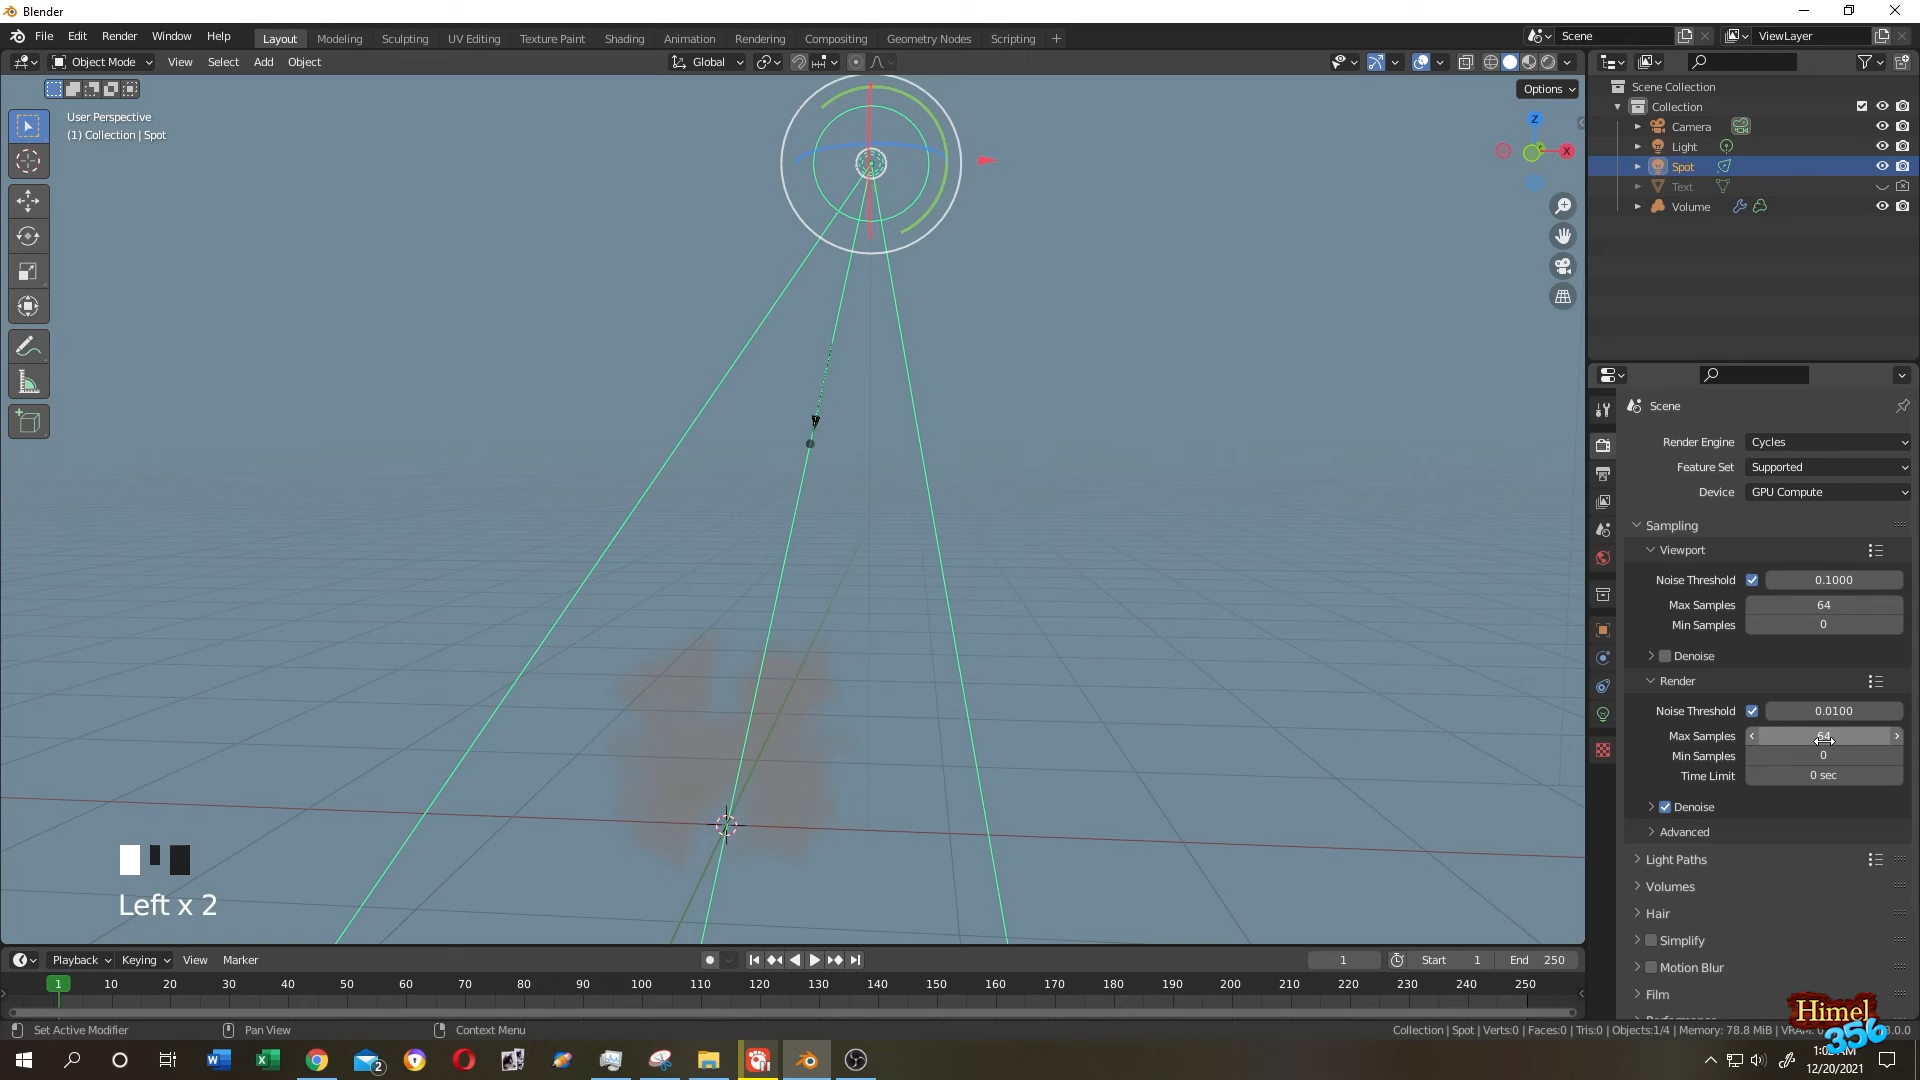 Blender
File Edit Render Window Help
Layout Modeling Sculpting UV Editing Texture Paint Shading Animation Rendering Compositing Geometry Nodes Scripting +
Scene
ViewLayer
Object Mode View Select Add Object
Global
Options
User Perspective
(1) Collection | Spot
Z
X
Scene Collection
Collection
Camera
Light
Spot
Text
Volume
Scene
Render Engine Cycles
Feature Set Supported
Device GPU Compute
Sampling
Viewport
Noise Threshold 0.1000
Max Samples 64
Min Samples 0
Denoise
Render
Noise Threshold 0.0100
Max Samples 64
Min Samples 0
Time Limit 0 sec
Denoise
Advanced
Light Paths
Volumes
Hair
Simplify
Motion Blur
Film
Left x 2
Playback Keying View Marker
1 Start 1 End 250
1 10 20 30 40 50 60 70 80 90 100 110 120 130 140 150 160 170 180 190 200 210 220 230 240 250
Set Active Modifier Pan View Context Menu
Collection | Spot | Verts:0 | Faces:0 | Tris:0 | Objects:1/4 | Memory: 78.8 MiB | VRAM:
Himel
356
2
12/20/2021